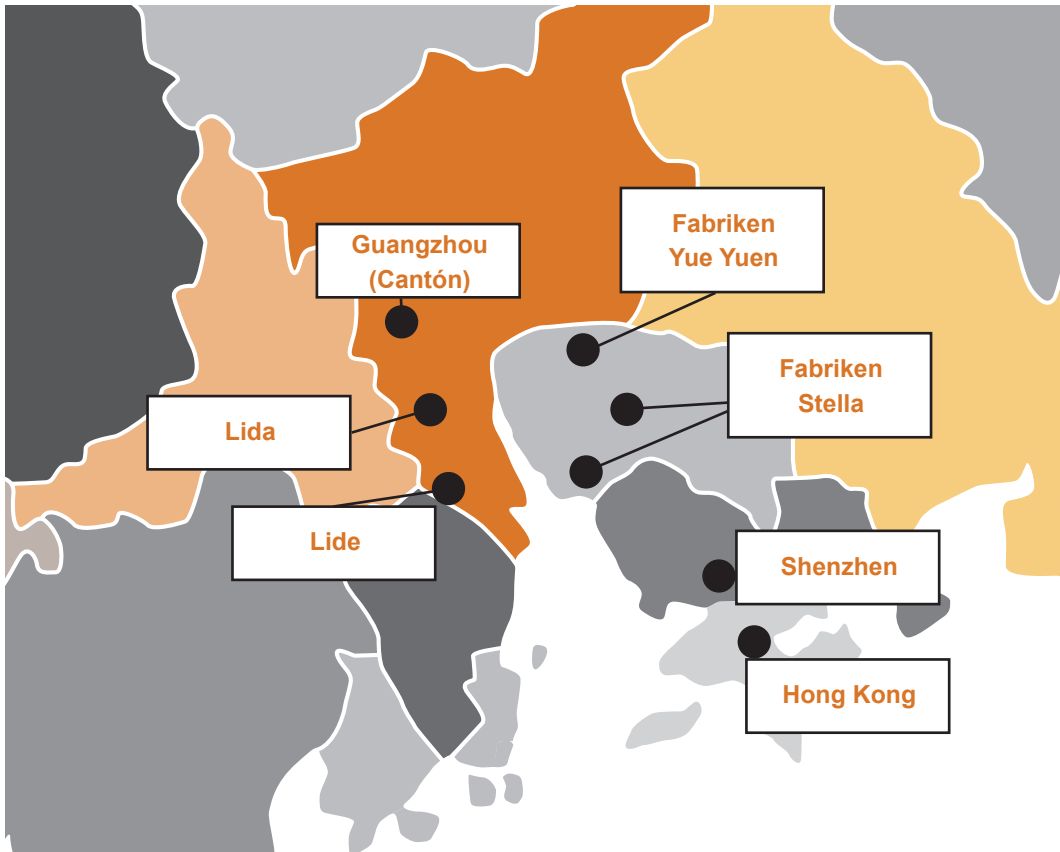 Fabriken
Yue Yuen
Guangzhou
(Cantón)
Fabriken
Stella
Lida
Lide
Shenzhen
Hong Kong